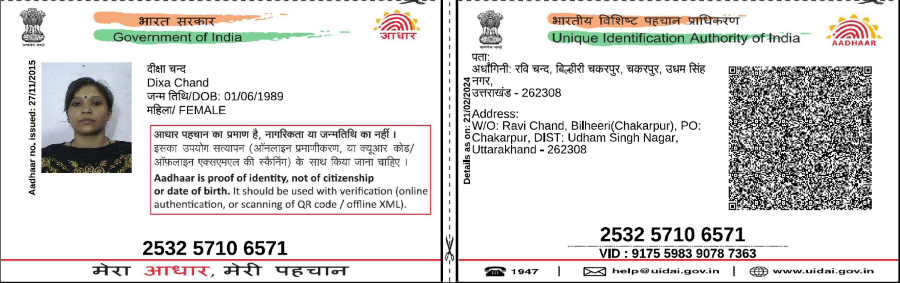 भारत सरकार
Government of India
आधार
Aadhaar no. issued: 27/11/2015
दीक्षा चन्द
Dixa Chand
जन्म तिथि/DOB: 01/06/1989
महिला/ FEMALE
आधार पहचान का प्रमाण है, नागरिकता या जन्मतिथि का नहीं ।
इसका उपयोग सत्यापन (ऑनलाइन प्रमाणीकरण, या क्यूआर कोड/
ऑफ़लाइन एक्सएमएल की स्कैनिंग) के साथ किया जाना चाहिए ।
Aadhaar is proof of identity, not of citizenship
or date of birth. It should be used with verification (online
authentication, or scanning of QR code / offline XML).
2532 5710 6571
मेरा आधार, मेरी पहचान
भारतीय विशिष्ट पहचान प्राधिकरण
Unique Identification Authority of India
AADHAAR
Details as on: 21/02/2024
पता:
अर्धांगिनी: रवि चन्द, बिल्हीरी चकरपुर, चकरपुर, उधम सिंह
नगर,
उत्तराखंड - 262308
Address:
W/O: Ravi Chand, Bilheeri(Chakarpur), PO:
Chakarpur, DIST: Udham Singh Nagar,
Uttarakhand - 262308
2532 5710 6571
VID : 9175 5983 9078 7363
1947 | help@uidai.gov.in | www.uidai.gov.in